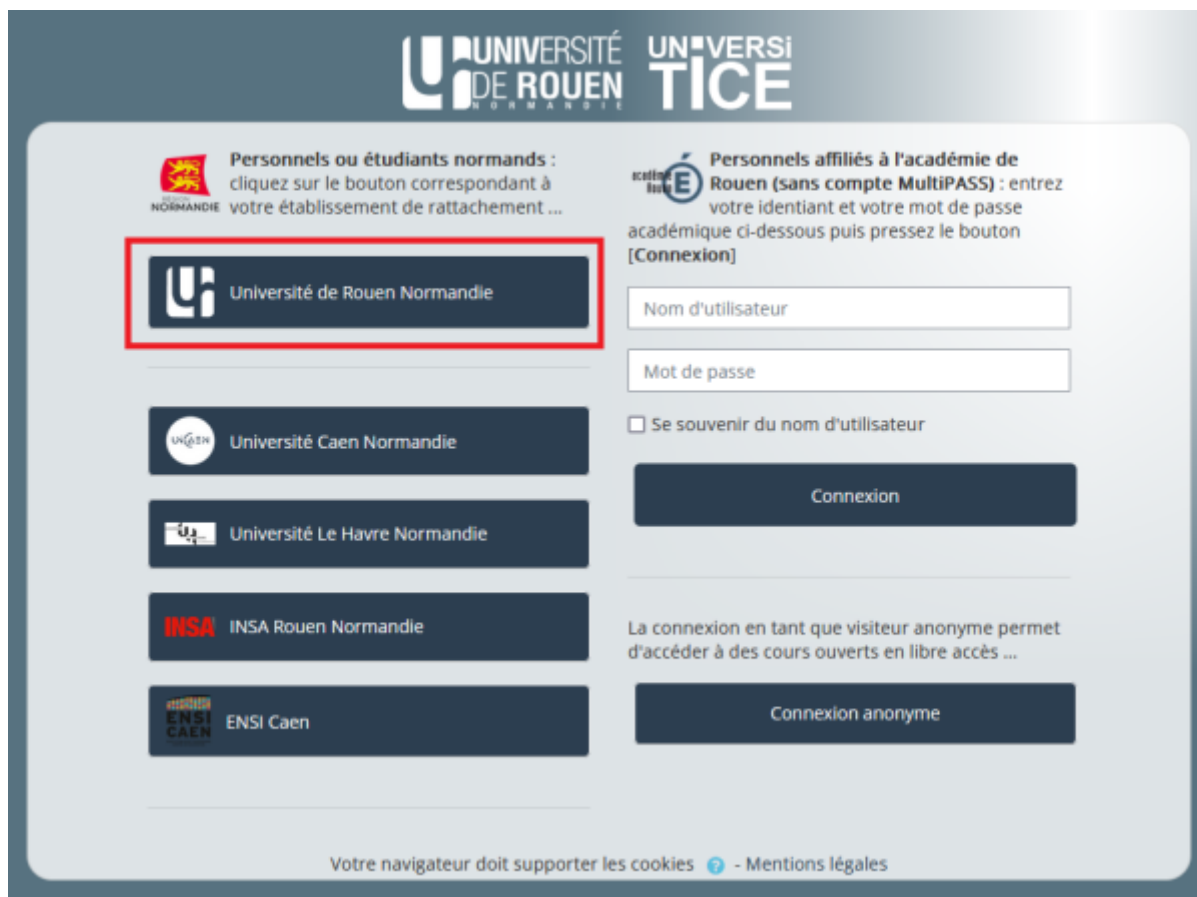 UNIVERSITÉ
DE ROUEN
NORMANDIE
UNIVERSi
TICE
Personnels ou étudiants normands :
cliquez sur le bouton correspondant à
votre établissement de rattachement ...
NORMANDIE
Université de Rouen Normandie
UNICAEN
Université Caen Normandie
Université Le Havre Normandie
INSA
INSA Rouen Normandie
ENSI
CAEN
ENSI Caen
académie
Rouen
É
Personnels affiliés à l'académie de
Rouen (sans compte MultiPASS) : entrez
votre identiant et votre mot de passe
académique ci-dessous puis pressez le bouton
[Connexion]
Nom d'utilisateur
Mot de passe
Se souvenir du nom d'utilisateur
Connexion
La connexion en tant que visiteur anonyme permet
d'accéder à des cours ouverts en libre accès ...
Connexion anonyme
Votre navigateur doit supporter les cookies ? - Mentions légales